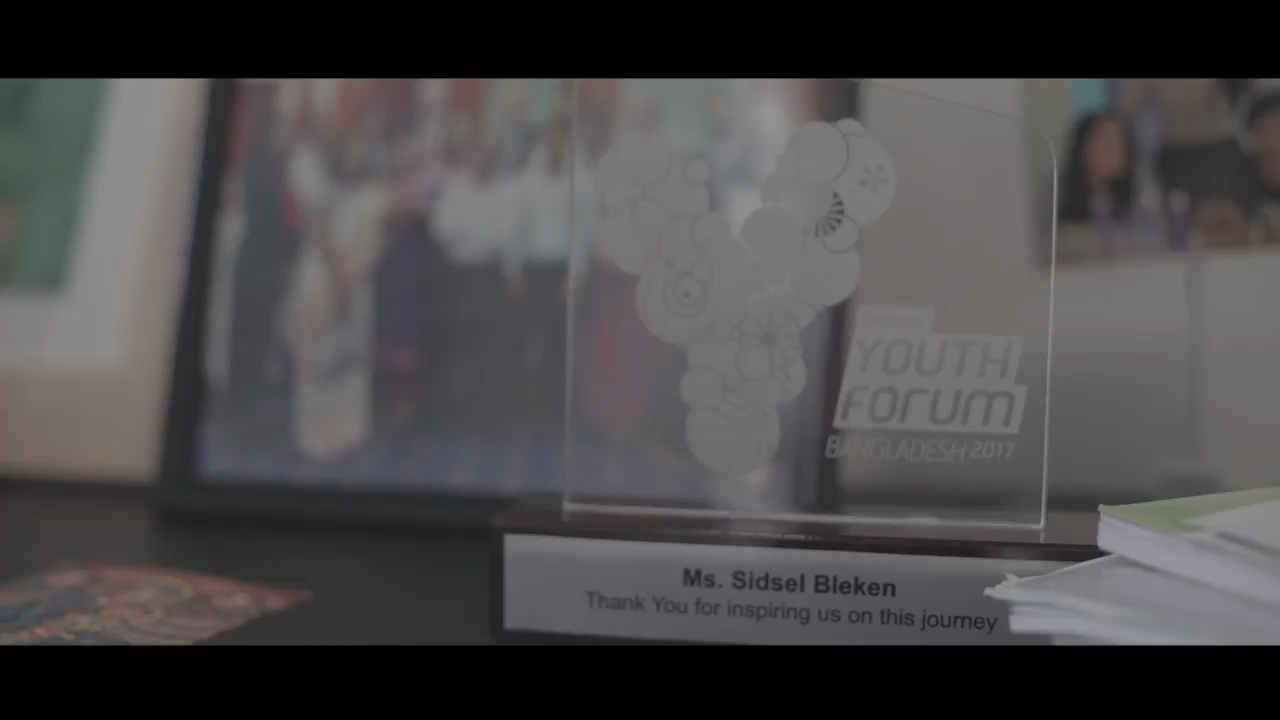 YOUTH
FORUM
BANGLADESH 2017
Ms. Sidsel Bleken
Thank You for inspiring us on this journey